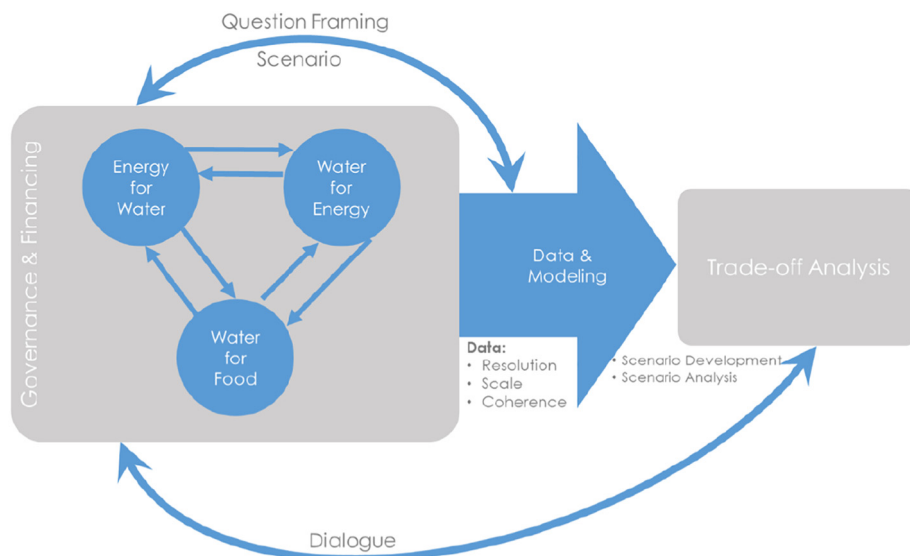 Question Framing
Scenario
Governance & Financing
Energy
for
Water
Water
for
Energy
Water
for
Food
Data &
Modeling
Trade-off Analysis
Data:
• Resolution
• Scale
• Coherence
• Scenario Development
• Scenario Analysis
Dialogue